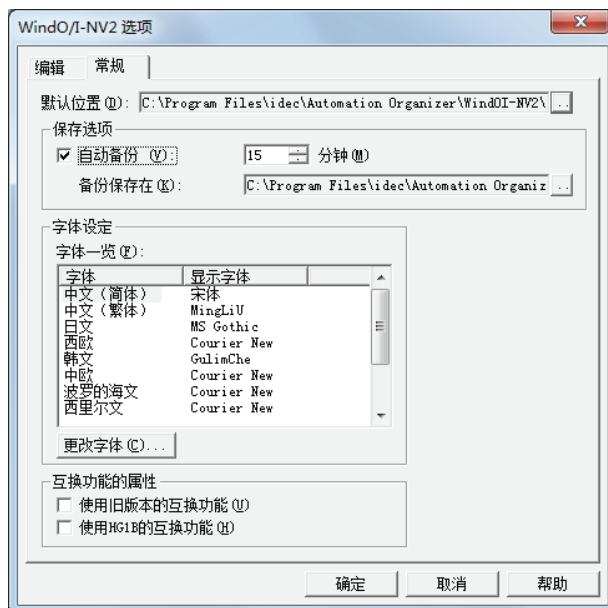 WindO/I-NV2 选项
编辑 常规
默认位置(D): C:\Program Files\idec\Automation Organizer\WindOI-NV2\ ..
保存选项
自动备份 (V): 15 分钟(M)
备份保存在(K): C:\Program Files\idec\Automation Organiz ..
字体设定
字体一览(F):
字体 显示字体
中文（简体） 宋体
中文（繁体） MingLiU
日文 MS Gothic
西欧 Courier New
韩文 GulimChe
中欧 Courier New
波罗的海文 Courier New
西里尔文 Courier New
更改字体(C)...
互换功能的属性
使用旧版本的互换功能(U)
使用HG1B的互换功能(H)
确定 取消 帮助